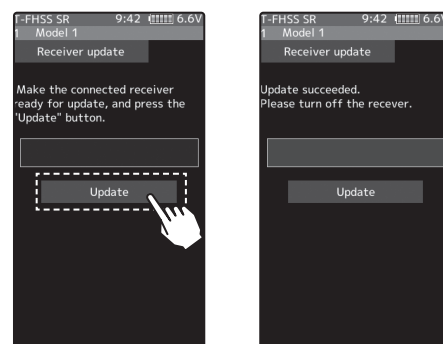 T-FHSS SR 9:42 6.6V
1 Model 1
Receiver update
Make the connected receiver
ready for update, and press the
"Update" button.
Update
T-FHSS SR 9:42 6.6V
1 Model 1
Receiver update
Update succeeded.
Please turn off the recever.
Update